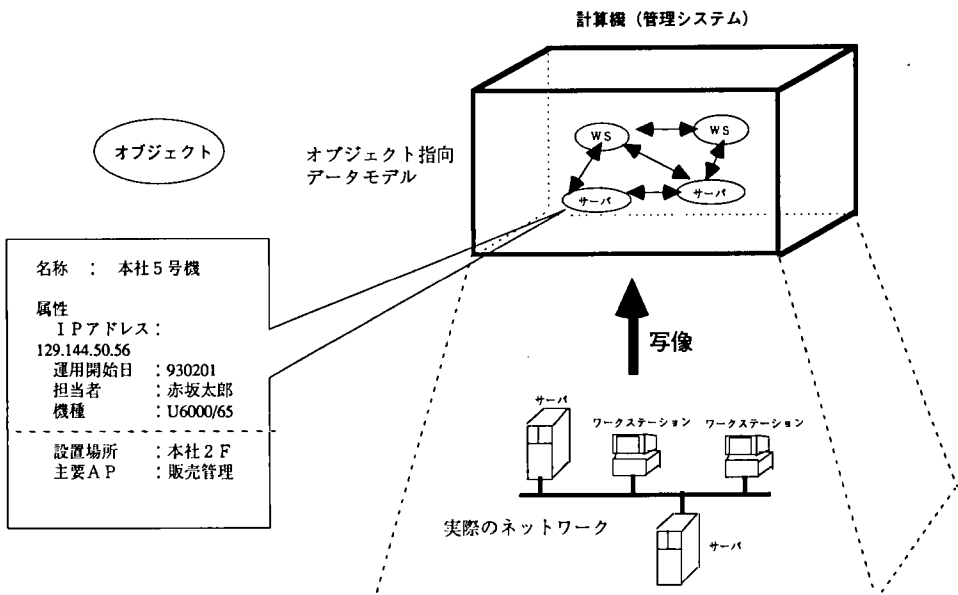 計算機（管理システム）
オブジェクト
オブジェクト指向
データモデル
WS
WS
サーバ
サーバ
名称 ： 本社５号機
属性
ＩＰアドレス：
129.144.50.56
運用開始日 ：930201
担当者 ：赤坂太郎
機種 ：U6000/65
設置場所 ：本社２Ｆ
主要ＡＰ ：販売管理
写像
サーバ
ワークステーション
ワークステーション
実際のネットワーク
サーバ